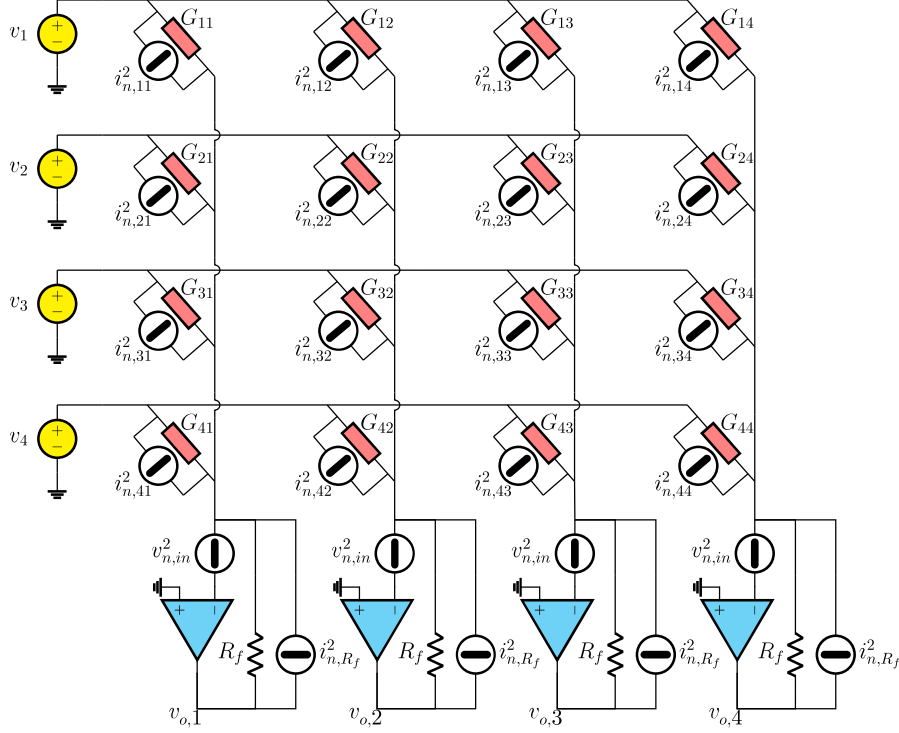 v_1 + − G_{11} G_{12} G_{13} G_{14}
i^2_{n,11} i^2_{n,12} i^2_{n,13} i^2_{n,14}
v_2 + − G_{21} G_{22} G_{23} G_{24}
i^2_{n,21} i^2_{n,22} i^2_{n,23} i^2_{n,24}
v_3 + − G_{31} G_{32} G_{33} G_{34}
i^2_{n,31} i^2_{n,32} i^2_{n,33} i^2_{n,34}
v_4 + − G_{41} G_{42} G_{43} G_{44}
i^2_{n,41} i^2_{n,42} i^2_{n,43} i^2_{n,44}
v^2_{n,in} v^2_{n,in} v^2_{n,in} v^2_{n,in}
+ − + − + − + −
R_f i^2_{n,R_f} R_f i^2_{n,R_f} R_f i^2_{n,R_f} R_f i^2_{n,R_f}
v_{o,1} v_{o,2} v_{o,3} v_{o,4}